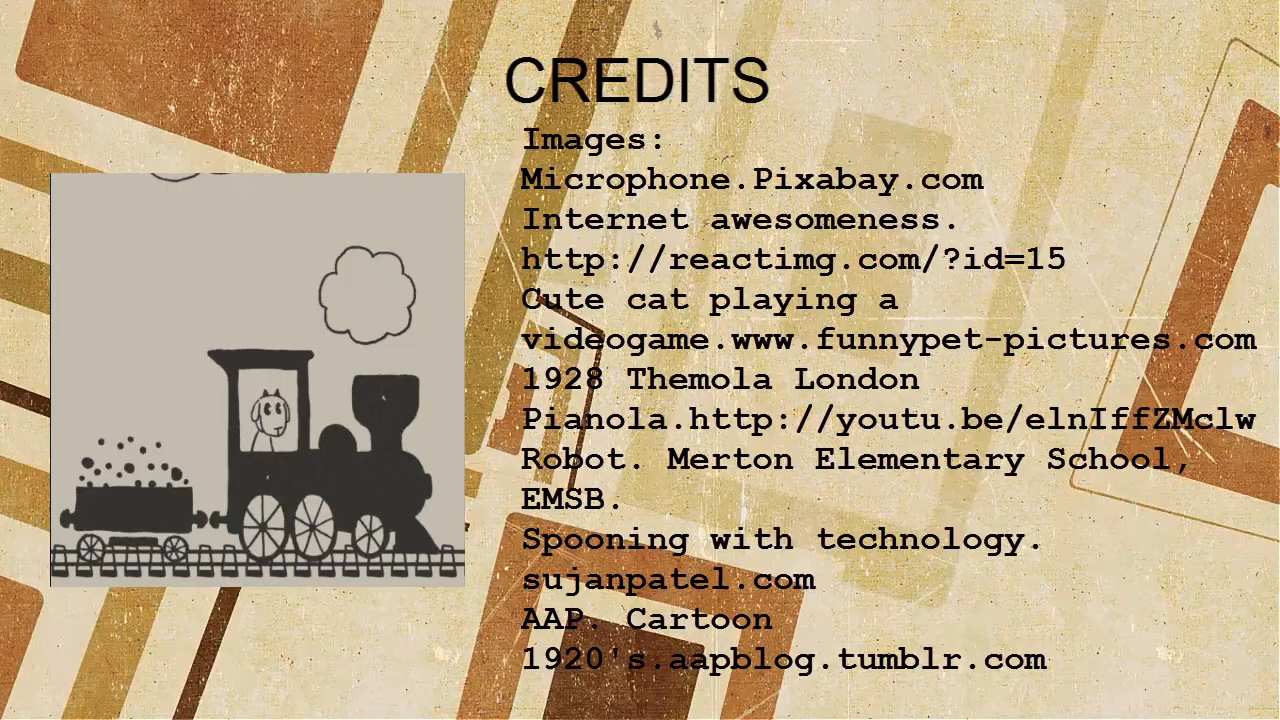 CREDITS
Images:
Microphone.Pixabay.com
Internet awesomeness.
http://reactimg.com/?id=15
Cute cat playing a
videogame.www.funnypet-pictures.com
1928 Themola London
Pianola.http://youtu.be/elnIffZMclw
Robot. Merton Elementary School,
EMSB.
Spooning with technology.
sujanpatel.com
AAP. Cartoon
1920's.aapblog.tumblr.com